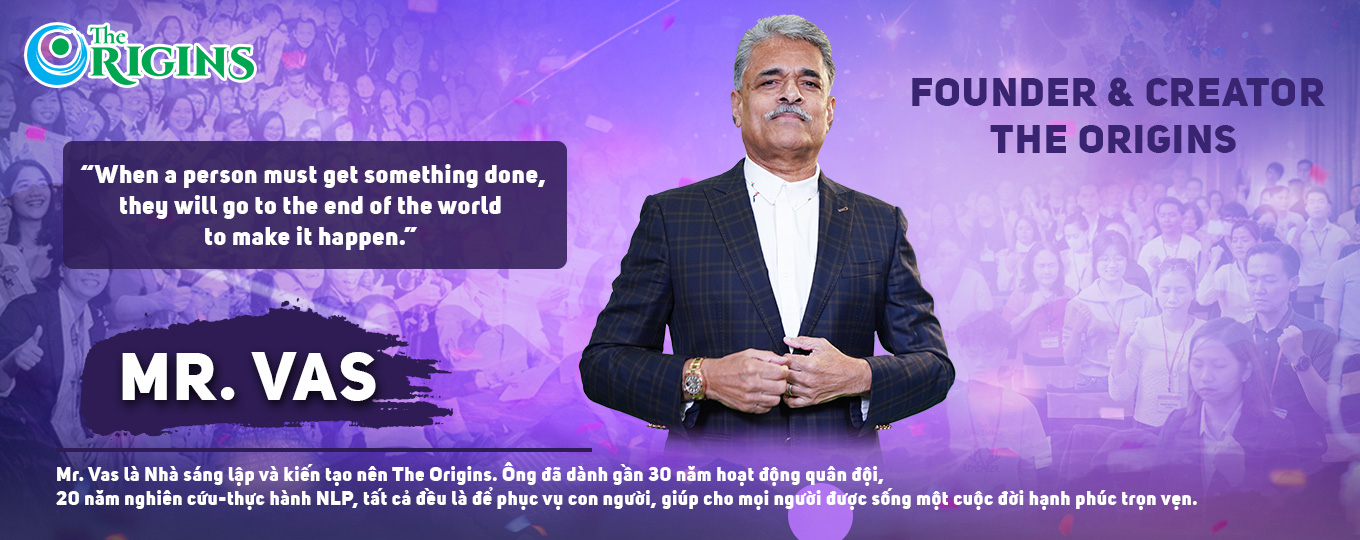 The
ORIGINS
FOUNDER & CREATOR
THE ORIGINS
“When a person must get something done,
they will go to the end of the world
to make it happen.”
MR. VAS
Mr. Vas là Nhà sáng lập và kiến tạo nên The Origins. Ông đã dành gần 30 năm hoạt động quân đội,
20 năm nghiên cứu-thực hành NLP, tất cả đều là để phục vụ con người, giúp cho mọi người được sống một cuộc đời hạnh phúc trọn vẹn.